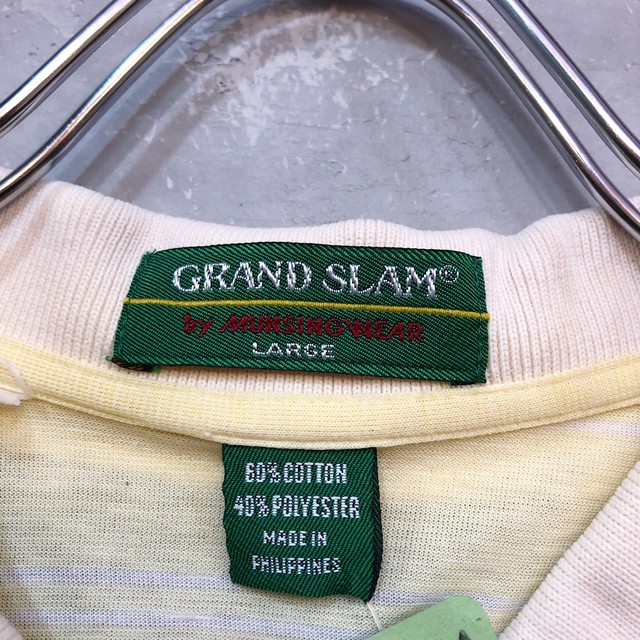 GRAND SLAM®
by MUNSINGWEAR
LARGE
60% COTTON
40% POLYESTER
MADE IN
PHILIPPINES